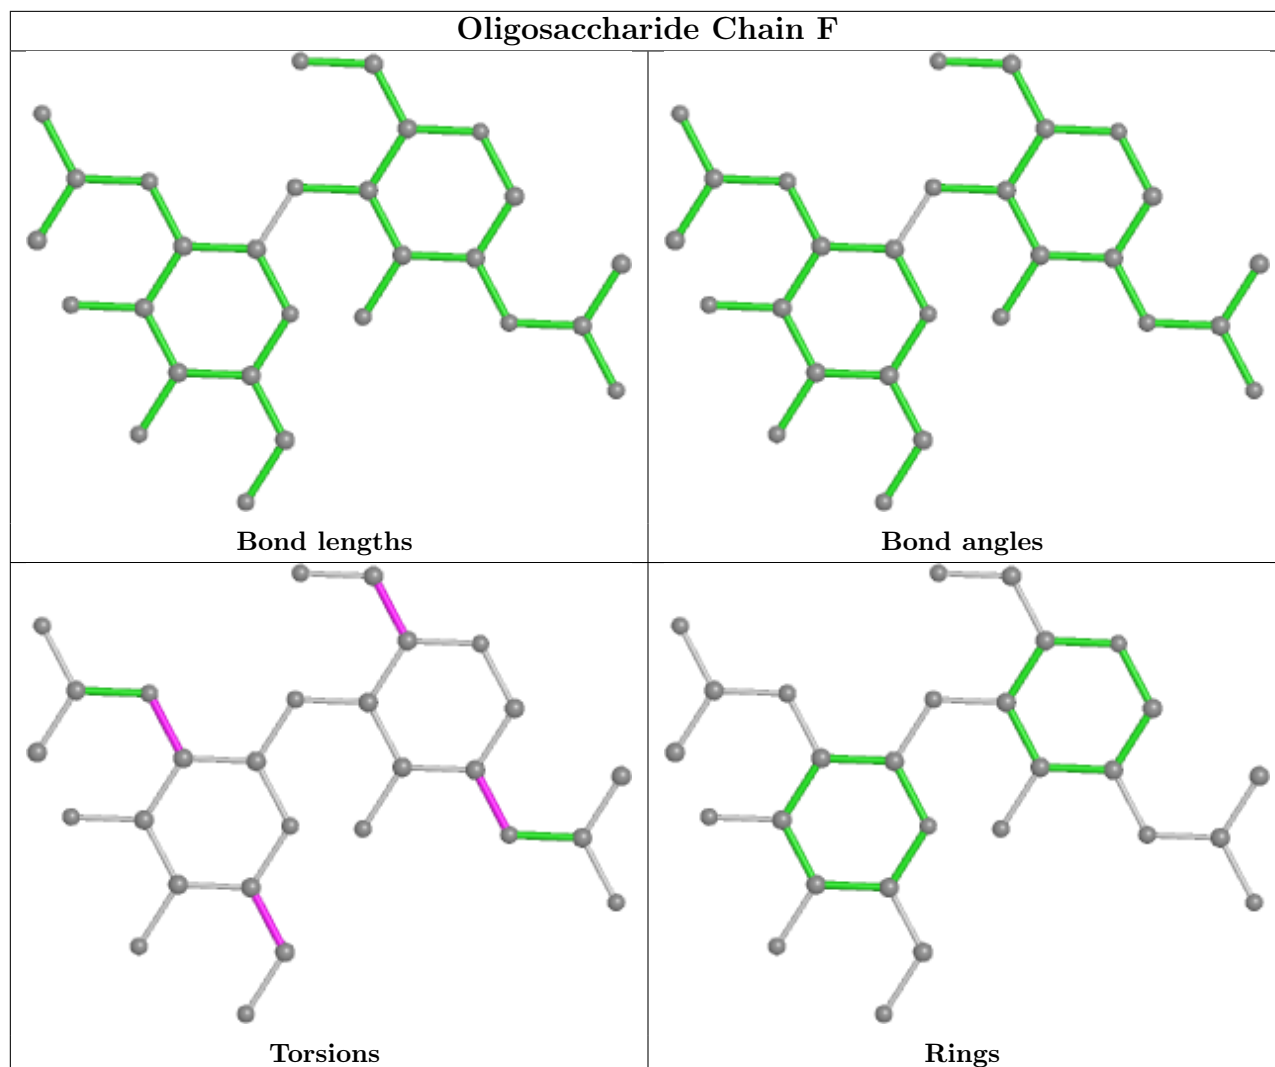 Oligosaccharide Chain F
Bond lengths
Bond angles
Torsions
Rings